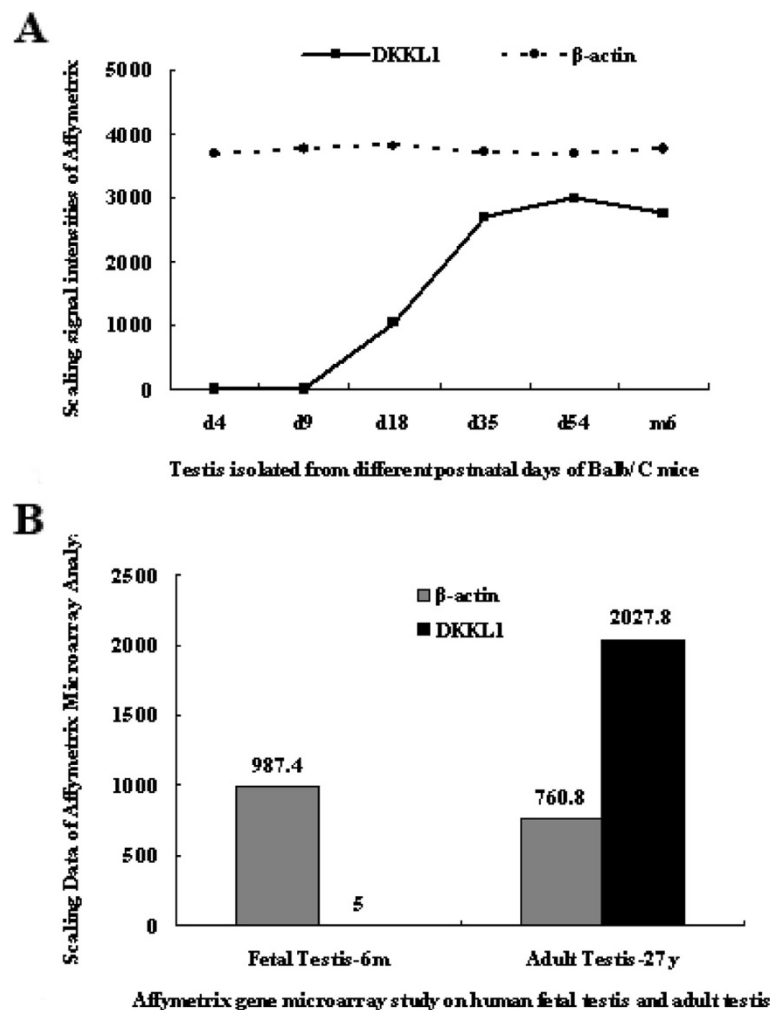 A
DKKL1 β-actin
Scaling signal intensities of Affymetrix
5000
4000
3000
2000
1000
0
d4 d9 d18 d35 d54 m6
Testis isolated from different postnatal days of Balb/C mice
B
Scaling Data of Affymetrix Microarray Analy
2500
2000
1500
1000
500
0
β-actin
DKKL1
987.4
5
760.8
2027.8
Fetal Testis-6m Adult Testis-27y
Affymetrix gene microarray study on human fetal testis and adult testis